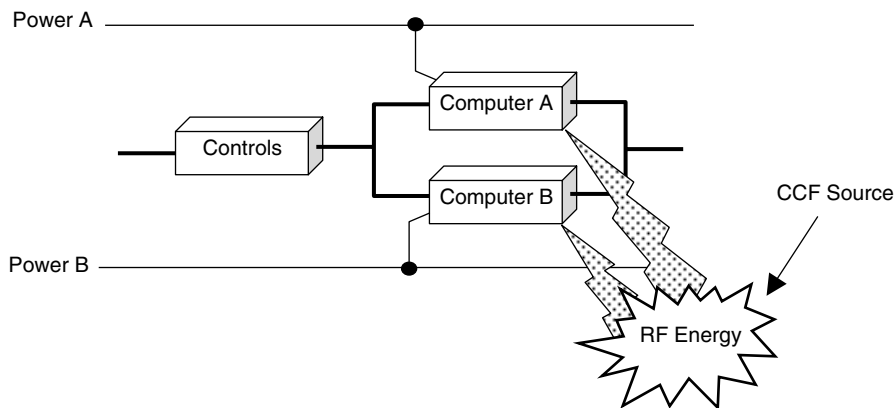 Power A
Computer A
Controls
Computer B
CCF Source
Power B
RF Energy